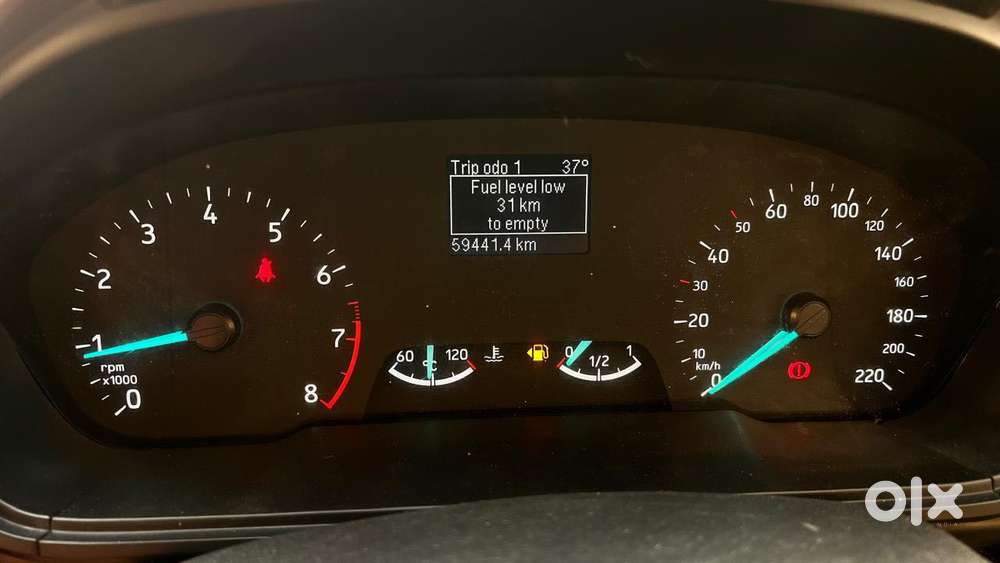 Trip odo 1 37°
Fuel level low
31 km
to empty
59441.4 km
0
1
2
3
4
5
6
7
8
rpm
x1000
60
°C
120
0
1/2
1
0
10
20
30
40
50
60
80
100
120
140
160
180
200
220
km/h
olx
INDIA